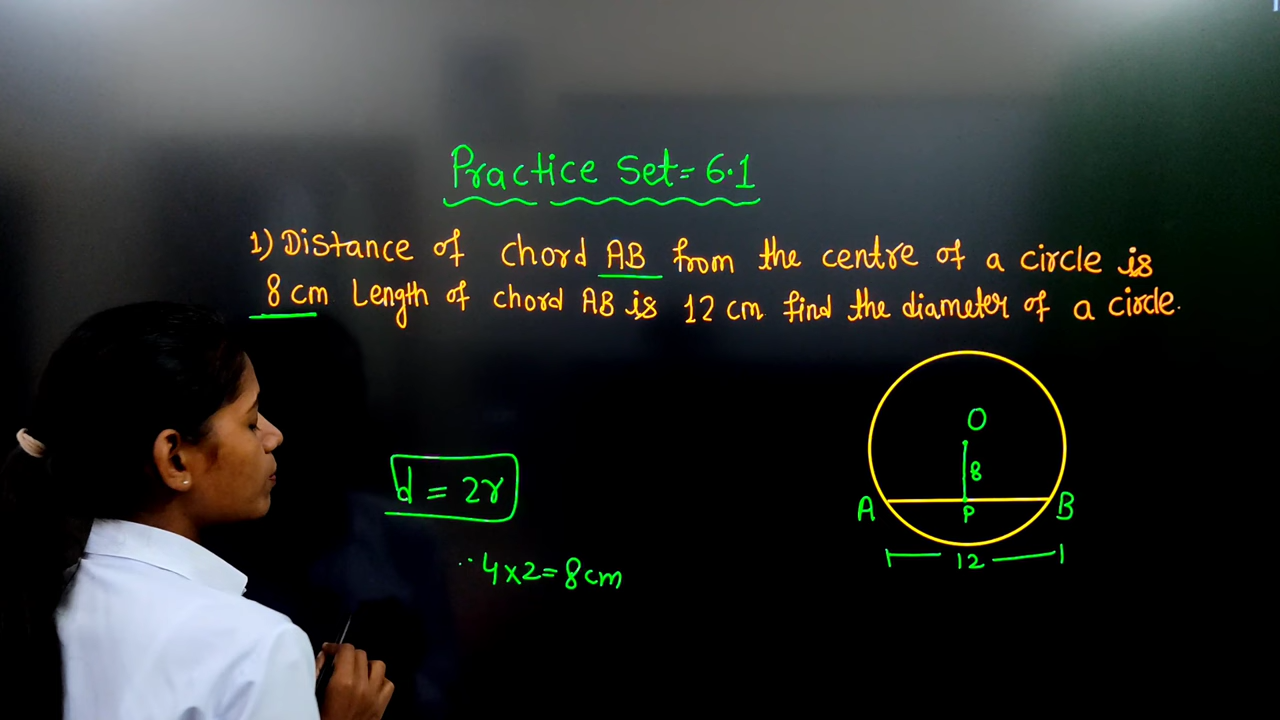 Practice Set= 6.1
1) Distance of chord AB from the centre of a circle is
8 cm Length of chord AB is 12 cm find the diameter of a circle.
O
d = 2r
8
A
P
B
12
∵ 4x2=8cm